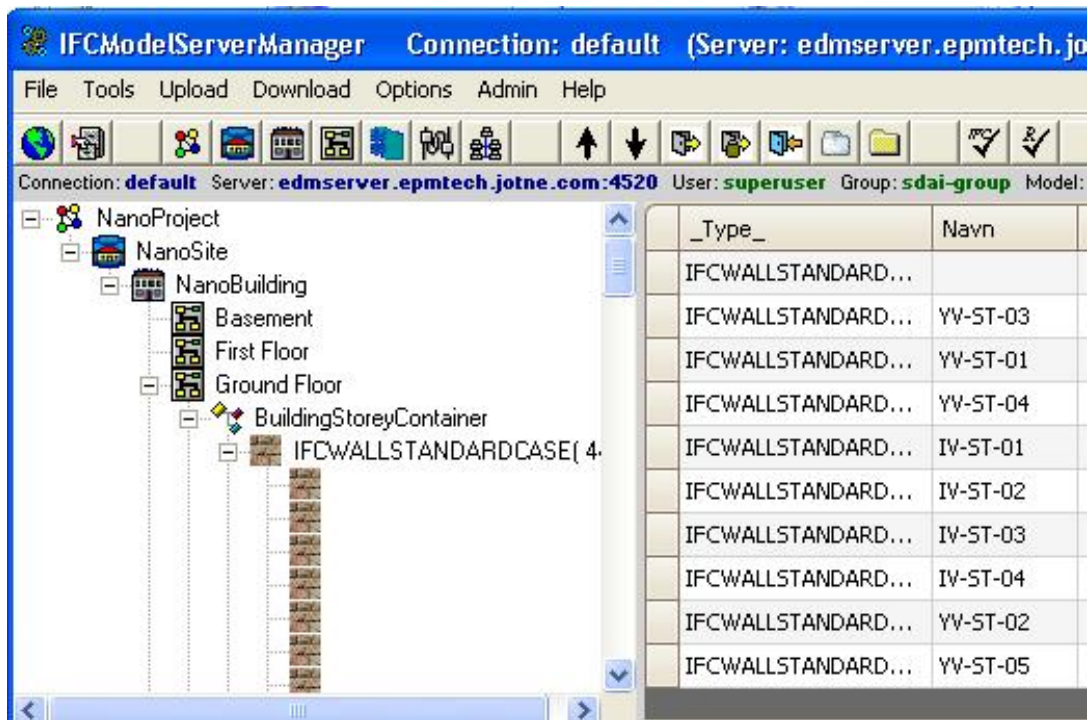 IFCModelServerManager Connection: default (Server: edmserver.epmtech.jo
File Tools Upload Download Options Admin Help
IFC R
Connection: default Server: edmserver.epmtech.jotne.com:4520 User: superuser Group: sdai-group Model:
NanoProject
NanoSite
NanoBuilding
Basement
First Floor
Ground Floor
BuildingStoreyContainer
IFCWALLSTANDARDCASE( 4
_Type_ Navn
IFCWALLSTANDARD...
IFCWALLSTANDARD... YV-ST-03
IFCWALLSTANDARD... YV-ST-01
IFCWALLSTANDARD... YV-ST-04
IFCWALLSTANDARD... IV-ST-01
IFCWALLSTANDARD... IV-ST-02
IFCWALLSTANDARD... IV-ST-03
IFCWALLSTANDARD... IV-ST-04
IFCWALLSTANDARD... YV-ST-02
IFCWALLSTANDARD... YV-ST-05